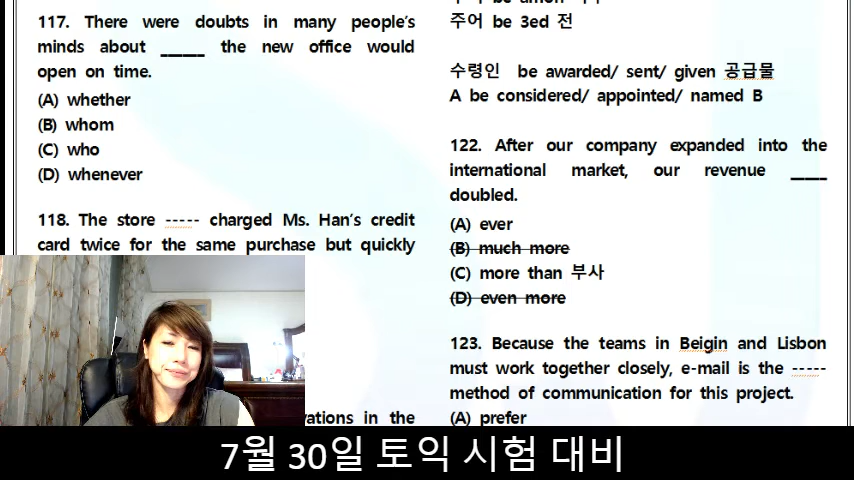 117. There were doubts in many people's
minds about _____ the new office would
open on time.
(A) whether
(B) whom
(C) who
(D) whenever
118. The store ----- charged Ms. Han's credit
card twice for the same purchase but quickly
vations in the
주어 be 3ed 전
수령인 be awarded/ sent/ given 공급물
A be considered/ appointed/ named B
122. After our company expanded into the
international market, our revenue ____
doubled.
(A) ever
(B) much more
(C) more than 부사
(D) even more
123. Because the teams in Beigin and Lisbon
must work together closely, e-mail is the -----
method of communication for this project.
(A) prefer
7월 30일 토익 시험 대비